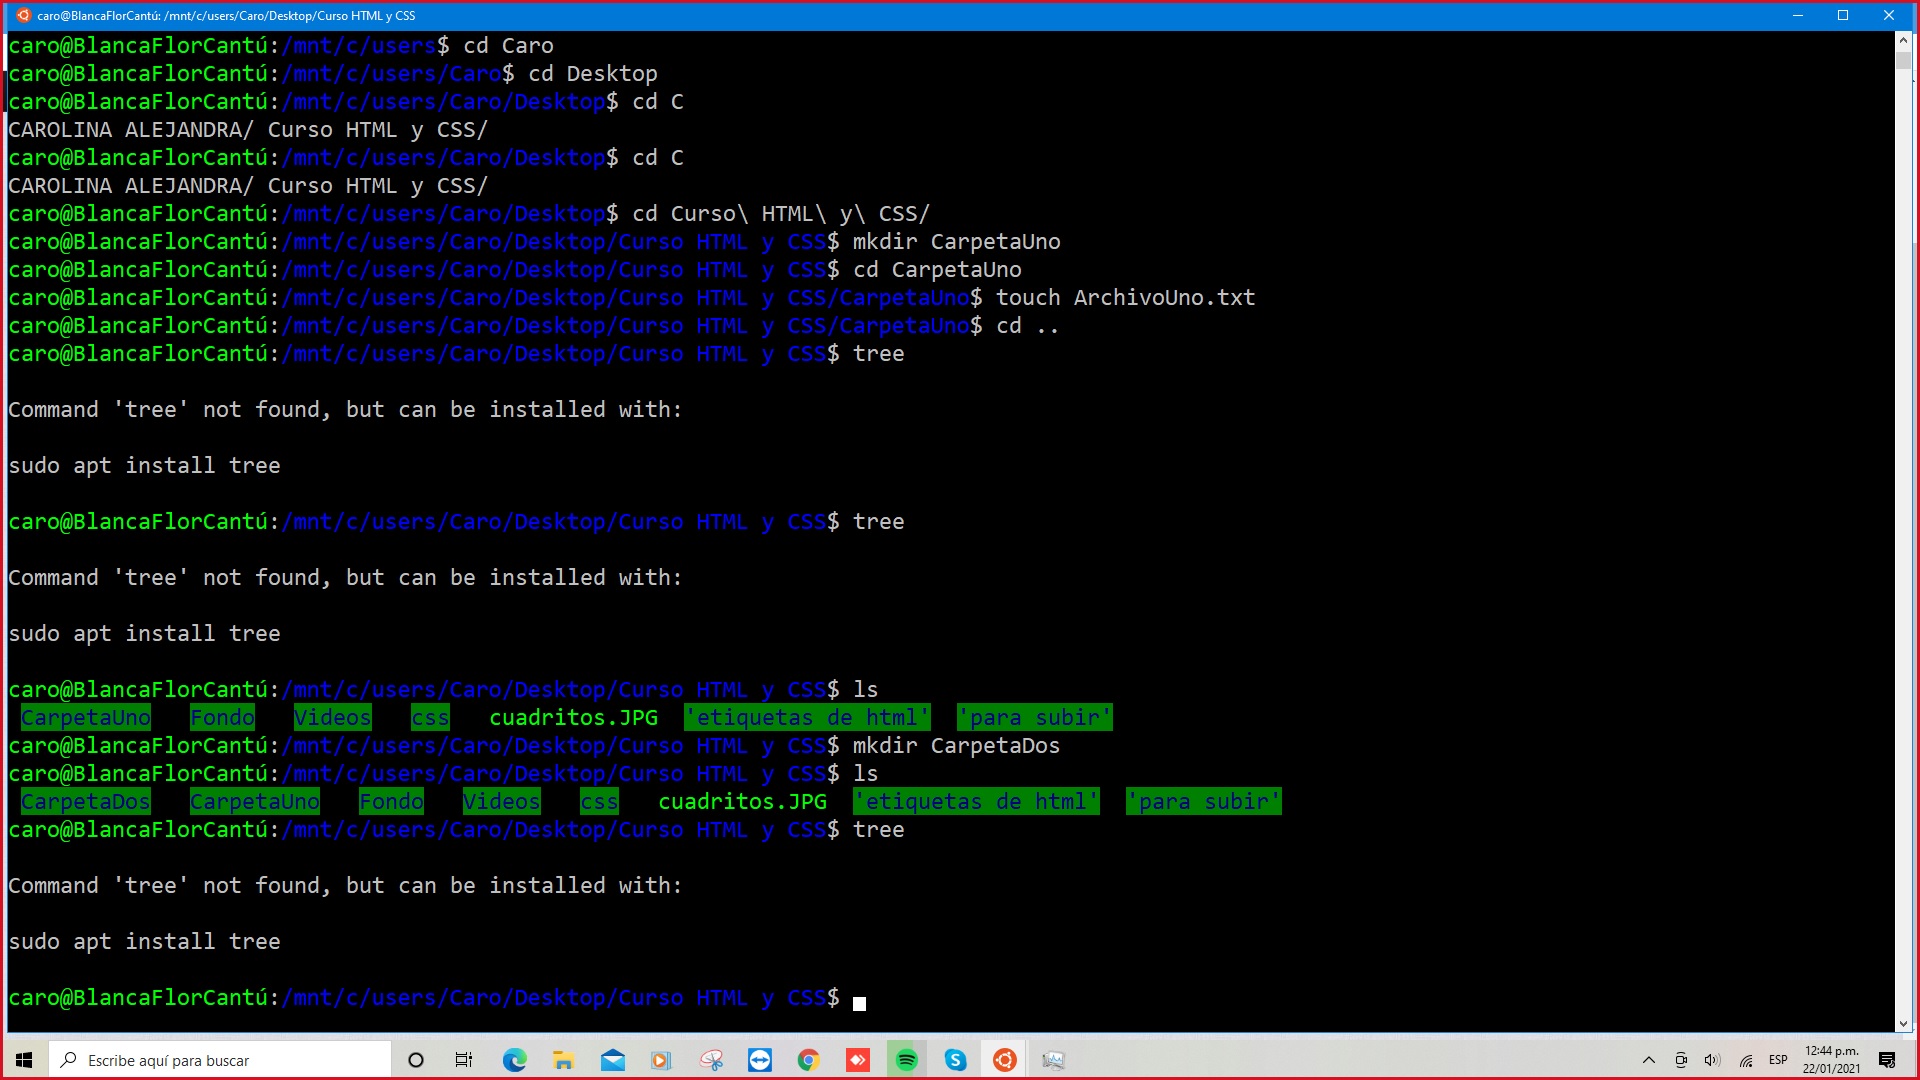 caro@BlancaFlorCantú: /mnt/c/users/Caro/Desktop/Curso HTML y CSS
caro@BlancaFlorCantú:/mnt/c/users$ cd Caro
caro@BlancaFlorCantú:/mnt/c/users/Caro$ cd Desktop
caro@BlancaFlorCantú:/mnt/c/users/Caro/Desktop$ cd C
CAROLINA ALEJANDRA/ Curso HTML y CSS/
caro@BlancaFlorCantú:/mnt/c/users/Caro/Desktop$ cd C
CAROLINA ALEJANDRA/ Curso HTML y CSS/
caro@BlancaFlorCantú:/mnt/c/users/Caro/Desktop$ cd Curso\ HTML\ y\ CSS/
caro@BlancaFlorCantú:/mnt/c/users/Caro/Desktop/Curso HTML y CSS$ mkdir CarpetaUno
caro@BlancaFlorCantú:/mnt/c/users/Caro/Desktop/Curso HTML y CSS$ cd CarpetaUno
caro@BlancaFlorCantú:/mnt/c/users/Caro/Desktop/Curso HTML y CSS/CarpetaUno$ touch ArchivoUno.txt
caro@BlancaFlorCantú:/mnt/c/users/Caro/Desktop/Curso HTML y CSS/CarpetaUno$ cd ..
caro@BlancaFlorCantú:/mnt/c/users/Caro/Desktop/Curso HTML y CSS$ tree
Command 'tree' not found, but can be installed with:
sudo apt install tree
caro@BlancaFlorCantú:/mnt/c/users/Caro/Desktop/Curso HTML y CSS$ tree
Command 'tree' not found, but can be installed with:
sudo apt install tree
caro@BlancaFlorCantú:/mnt/c/users/Caro/Desktop/Curso HTML y CSS$ ls
CarpetaUno Fondo Videos css cuadritos.JPG 'etiquetas de html' 'para subir'
caro@BlancaFlorCantú:/mnt/c/users/Caro/Desktop/Curso HTML y CSS$ mkdir CarpetaDos
caro@BlancaFlorCantú:/mnt/c/users/Caro/Desktop/Curso HTML y CSS$ ls
CarpetaDos CarpetaUno Fondo Videos css cuadritos.JPG 'etiquetas de html' 'para subir'
caro@BlancaFlorCantú:/mnt/c/users/Caro/Desktop/Curso HTML y CSS$ tree
Command 'tree' not found, but can be installed with:
sudo apt install tree
caro@BlancaFlorCantú:/mnt/c/users/Caro/Desktop/Curso HTML y CSS$
Escribe aquí para buscar
ESP
12:44 p.m.
22/01/2021